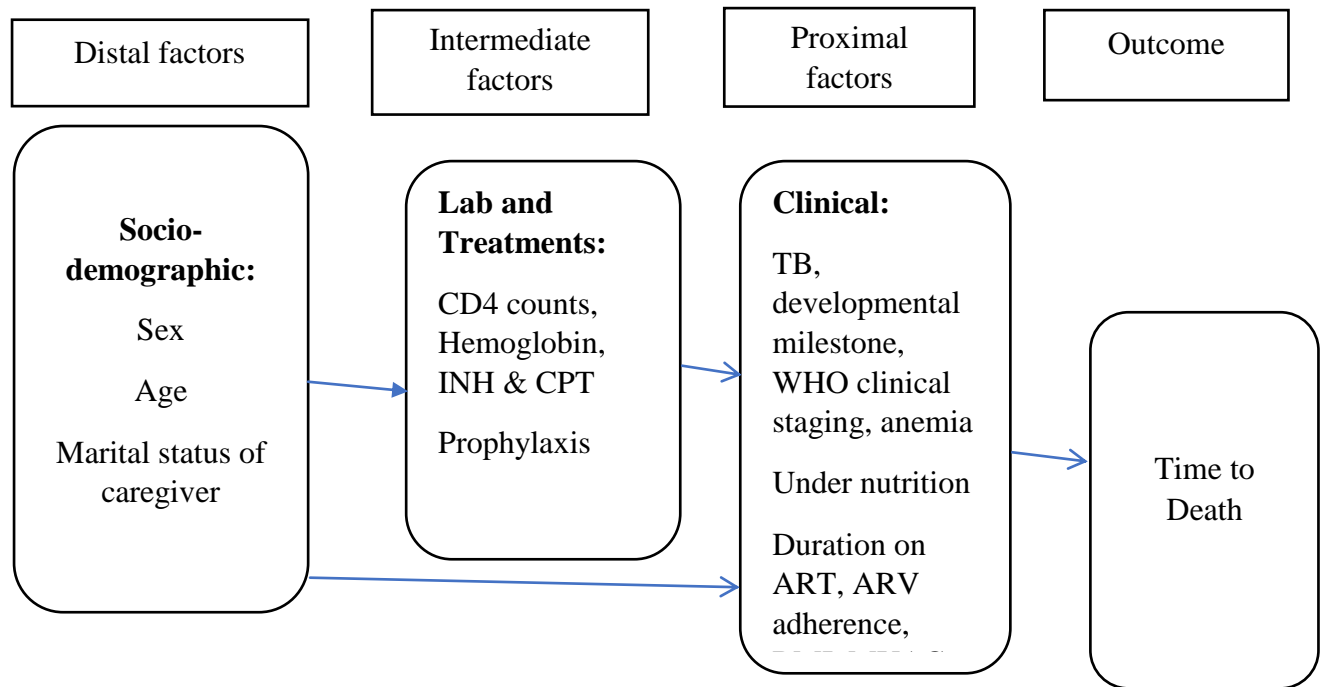 Distal factors
Intermediate
factors
Proximal
factors
Outcome
Socio-
demographic:
Sex
Age
Marital status of
caregiver
Lab and
Treatments:
CD4 counts,
Hemoglobin,
INH & CPT
Prophylaxis
Clinical:
TB,
developmental
milestone,
WHO clinical
staging, anemia
Under nutrition
Duration on
ART, ARV
adherence,
Time to
Death